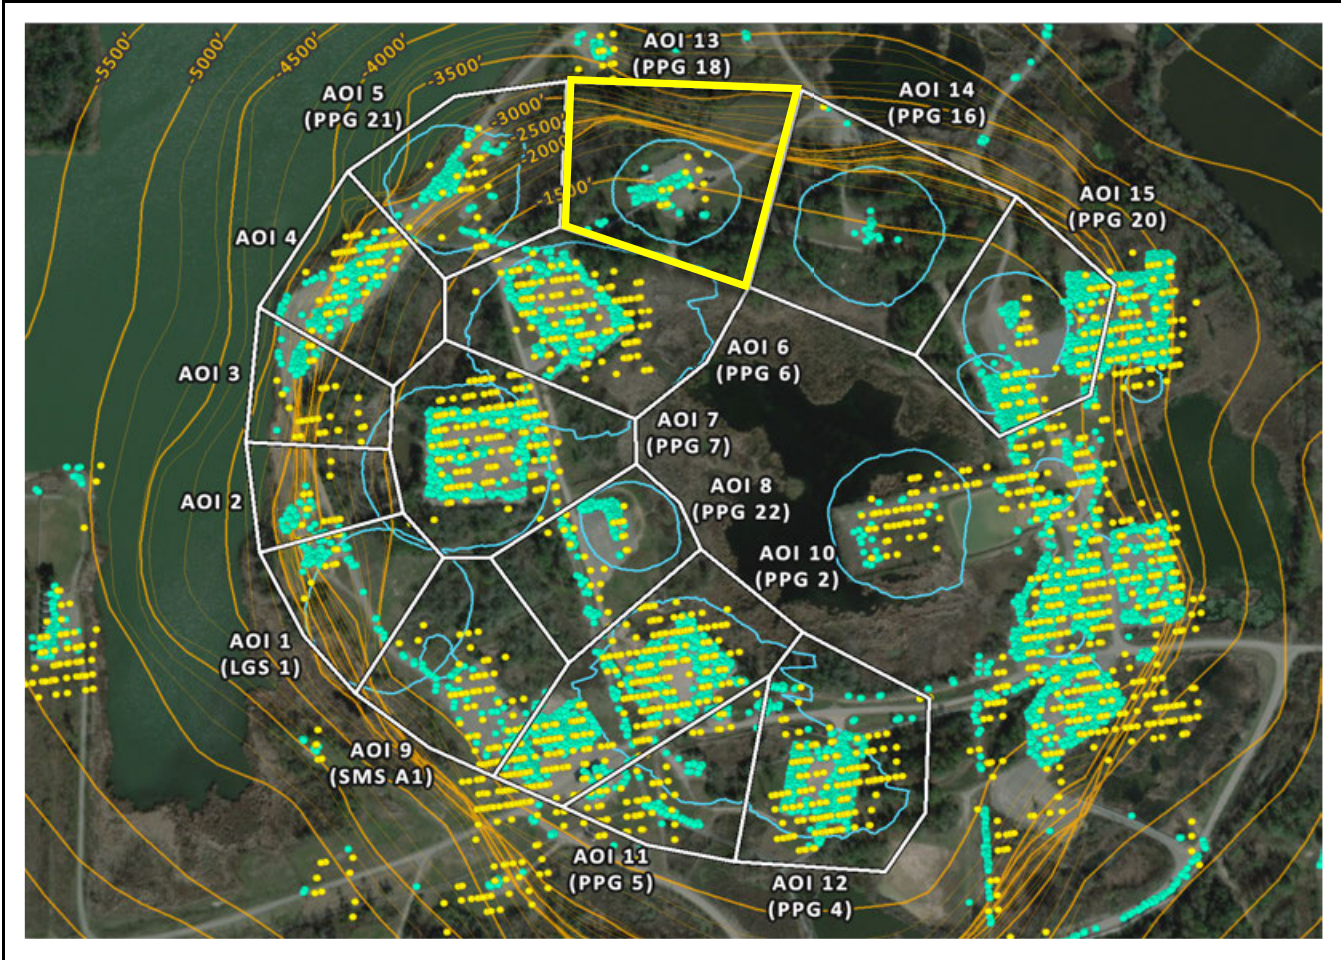 -5500'
-5000'
-4500'
-4000'
-3500'
-3000'
-2500'
-2000'
-1500'
AOI 13
(PPG 18)
AOI 5
(PPG 21)
AOI 14
(PPG 16)
AOI 15
(PPG 20)
AOI 4
AOI 3
AOI 6
(PPG 6)
AOI 7
(PPG 7)
AOI 2
AOI 8
(PPG 22)
AOI 10
(PPG 2)
AOI 1
(LGS 1)
AOI 9
(SMS A1)
AOI 11
(PPG 5)
AOI 12
(PPG 4)